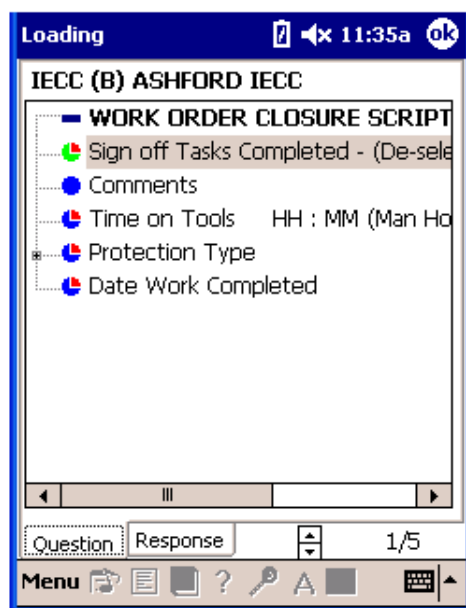 Loading 11:35a ok
IECC (B) ASHFORD IECC
WORK ORDER CLOSURE SCRIPT
Sign off Tasks Completed - (De-sele
Comments
Time on Tools HH : MM (Man Ho
Protection Type
Date Work Completed
Question Response 1/5
Menu ? A